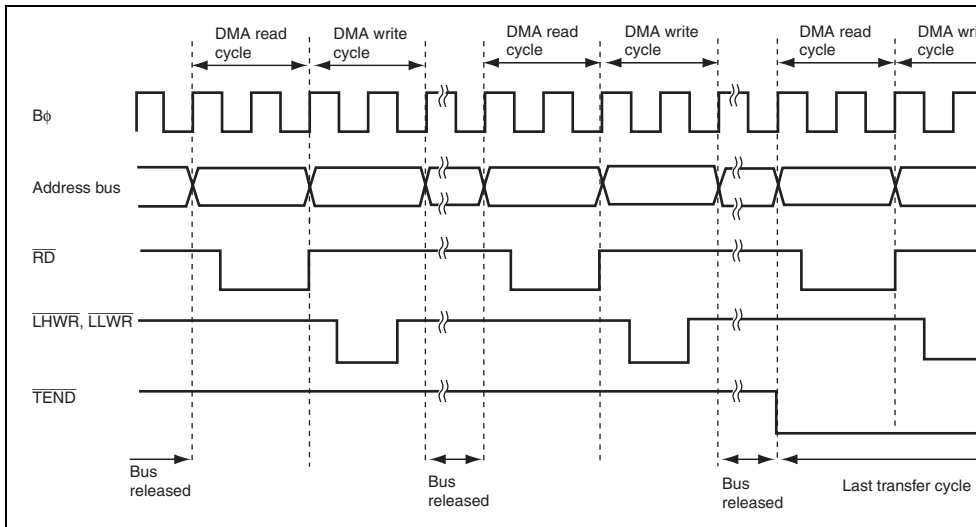 DMA read cycle
DMA write cycle
DMA read cycle
DMA write cycle
DMA read cycle
DMA wri cycle
Bφ
Address bus
RD
LHWR, LLWR
TEND
Bus released
Bus released
Bus released
Last transfer cycle